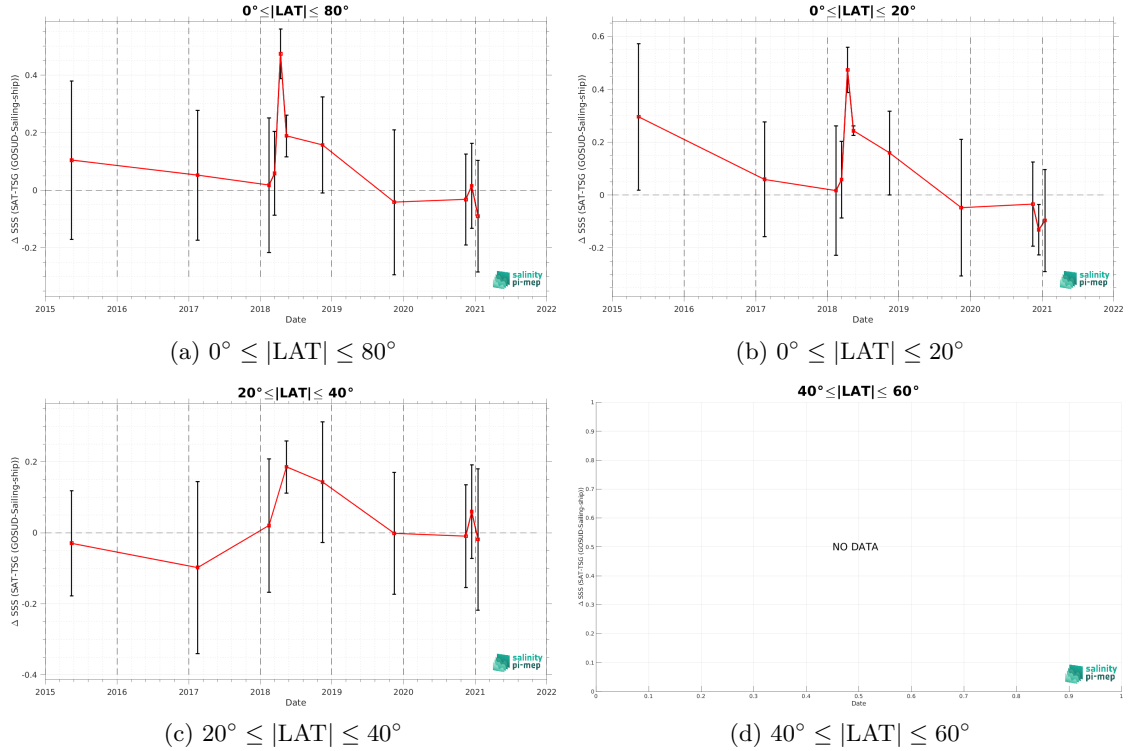 0°≤|LAT|≤ 80°
Δ SSS (SAT-TSG (GOSUD-Sailing-ship))
0.4
0.2
0
-0.2
2015 2016 2017 2018 2019 2020 2021 2022
Date
salinity
pi-mep
(a) 0° ≤ |LAT| ≤ 80°
0°≤|LAT|≤ 20°
Δ SSS (SAT-TSG (GOSUD-Sailing-ship))
0.6
0.4
0.2
0
-0.2
2015 2016 2017 2018 2019 2020 2021 2022
Date
salinity
pi-mep
(b) 0° ≤ |LAT| ≤ 20°
20°≤|LAT|≤ 40°
Δ SSS (SAT-TSG (GOSUD-Sailing-ship))
0.2
0
-0.2
-0.4
2015 2016 2017 2018 2019 2020 2021 2022
Date
salinity
pi-mep
(c) 20° ≤ |LAT| ≤ 40°
40°≤|LAT|≤ 60°
Δ SSS (SAT-TSG (GOSUD-Sailing-ship))
1
0.9
0.8
0.7
0.6
0.5
0.4
0.3
0.2
0.1
0
NO DATA
0 0.1 0.2 0.3 0.4 0.5 0.6 0.7 0.8 0.9 1
Date
salinity
pi-mep
(d) 40° ≤ |LAT| ≤ 60°